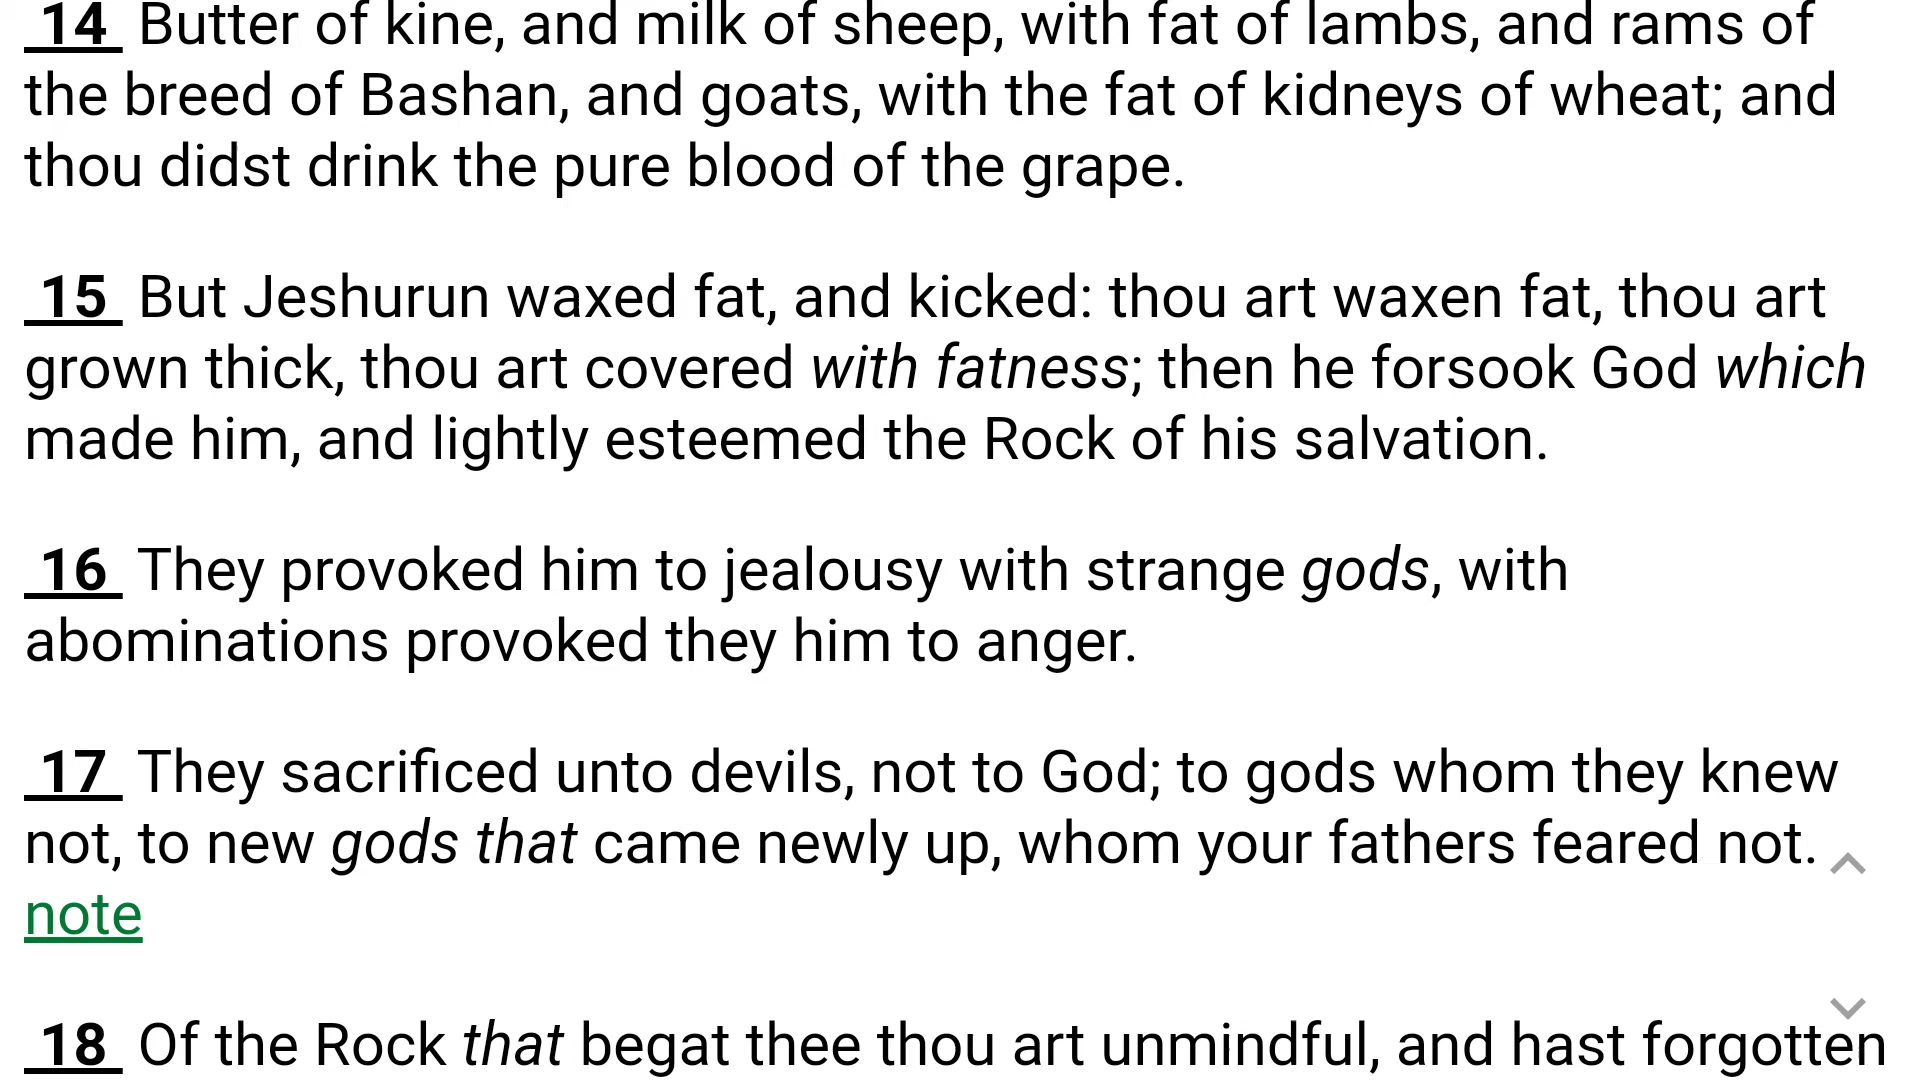 14 Butter of kine, and milk of sheep, with fat of lambs, and rams of
the breed of Bashan, and goats, with the fat of kidneys of wheat; and
thou didst drink the pure blood of the grape.
15 But Jeshurun waxed fat, and kicked: thou art waxen fat, thou art
grown thick, thou art covered with fatness; then he forsook God which
made him, and lightly esteemed the Rock of his salvation.
16 They provoked him to jealousy with strange gods, with
abominations provoked they him to anger.
17 They sacrificed unto devils, not to God; to gods whom they knew
not, to new gods that came newly up, whom your fathers feared not.
note
18 Of the Rock that begat thee thou art unmindful, and hast forgotten